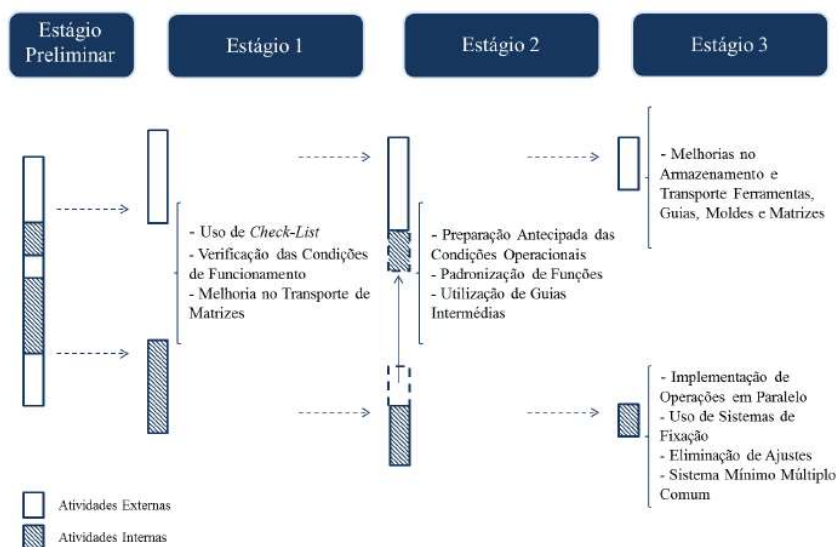 Estágio
Preliminar
Estágio 1
Estágio 2
Estágio 3
- Uso de Check-List
- Verificação das Condições
de Funcionamento
- Melhoria no Transporte de
Matrizes
- Preparação Antecipada das
Condições Operacionais
- Padronização de Funções
- Utilização de Guias
Intermédias
- Melhorias no
Armazenamento e
Transporte Ferramentas,
Guias, Moldes e Matrizes
- Implementação de
Operações em Paralelo
- Uso de Sistemas de
Fixação
- Eliminação de Ajustes
- Sistema Mínimo Múltiplo
Comum
Atividades Externas
Atividades Internas